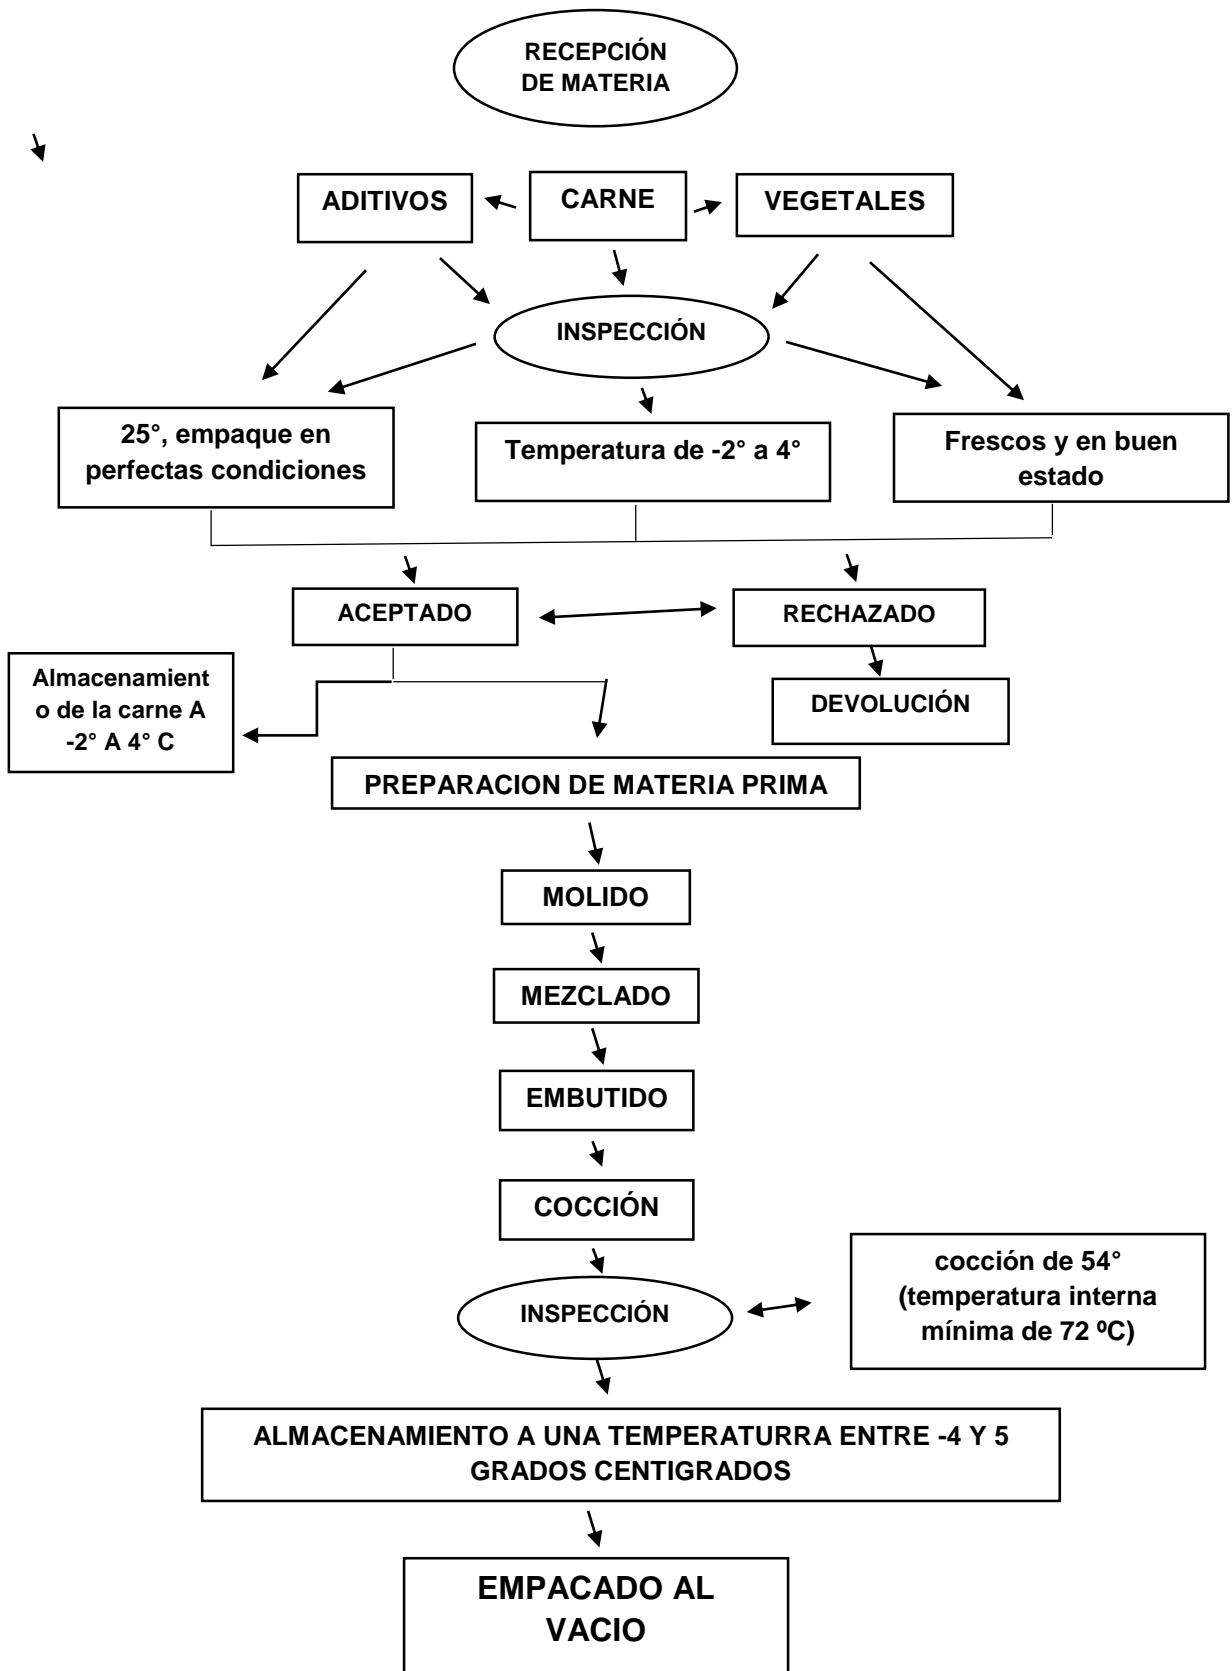 RECEPCIÓN
DE MATERIA
ADITIVOS
CARNE
VEGETALES
INSPECCIÓN
25°, empaque en
perfectas condiciones
Temperatura de -2° a 4°
Frescos y en buen
estado
ACEPTADO
RECHAZADO
Almacenamient
o de la carne A
-2° A 4° C
DEVOLUCIÓN
PREPARACION DE MATERIA PRIMA
MOLIDO
MEZCLADO
EMBUTIDO
COCCIÓN
INSPECCIÓN
cocción de 54°
(temperatura interna
mínima de 72 ºC)
ALMACENAMIENTO A UNA TEMPERATURRA ENTRE -4 Y 5
GRADOS CENTIGRADOS
EMPACADO AL
VACIO